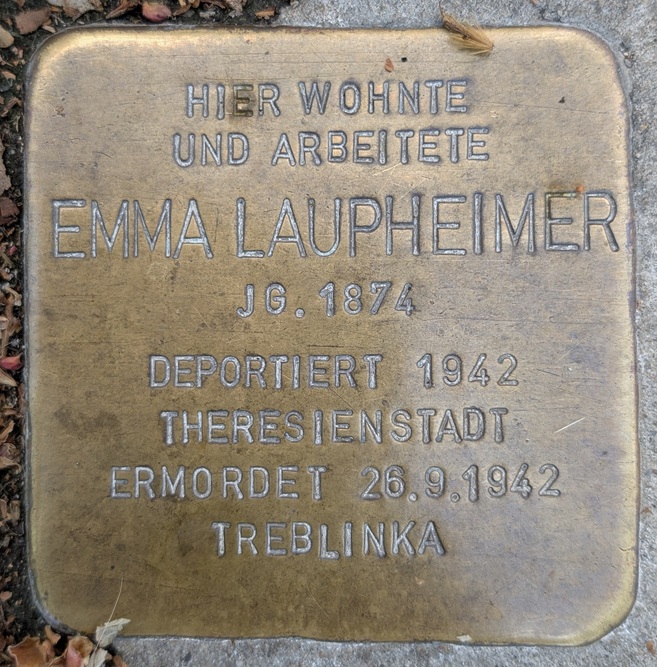 HIER WOHNTE
UND ARBEITETE
EMMA LAUPHEIMER
JG. 1874
DEPORTIERT 1942
THERESIENSTADT
ERMORDET 26.9.1942
TREBLINKA